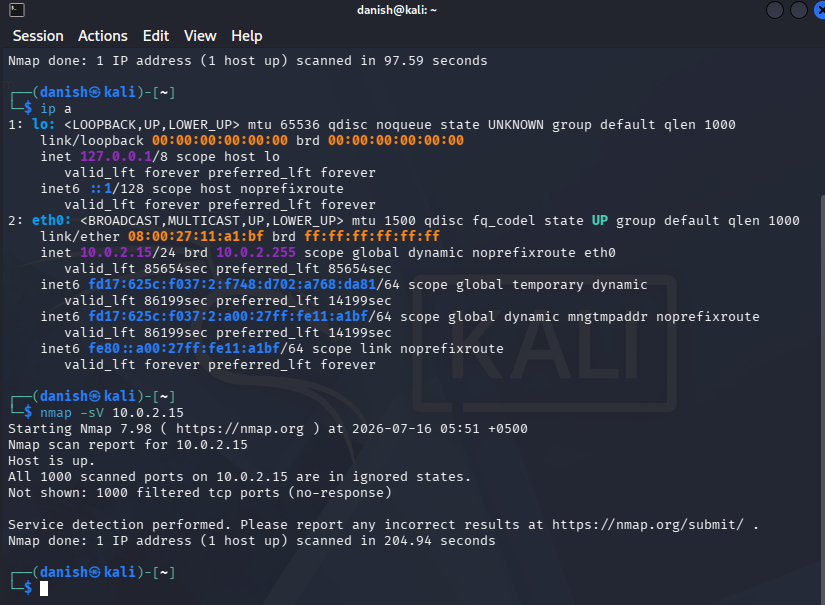 danish@kali: ~
Session Actions Edit View Help
Nmap done: 1 IP address (1 host up) scanned in 97.59 seconds
┌──(danish㉿kali)-[~]
└─$ ip a
1: lo: <LOOPBACK,UP,LOWER_UP> mtu 65536 qdisc noqueue state UNKNOWN group default qlen 1000
    link/loopback 00:00:00:00:00:00 brd 00:00:00:00:00:00
    inet 127.0.0.1/8 scope host lo
       valid_lft forever preferred_lft forever
    inet6 ::1/128 scope host noprefixroute
       valid_lft forever preferred_lft forever
2: eth0: <BROADCAST,MULTICAST,UP,LOWER_UP> mtu 1500 qdisc fq_codel state UP group default qlen 1000
    link/ether 08:00:27:11:a1:bf brd ff:ff:ff:ff:ff:ff
    inet 10.0.2.15/24 brd 10.0.2.255 scope global dynamic noprefixroute eth0
       valid_lft 85654sec preferred_lft 85654sec
    inet6 fd17:625c:f037:2:f748:d702:a768:da81/64 scope global temporary dynamic
       valid_lft 86199sec preferred_lft 14199sec
    inet6 fd17:625c:f037:2:a00:27ff:fe11:a1bf/64 scope global dynamic mngtmpaddr noprefixroute
       valid_lft 86199sec preferred_lft 14199sec
    inet6 fe80::a00:27ff:fe11:a1bf/64 scope link noprefixroute
       valid_lft forever preferred_lft forever
KALI
┌──(danish㉿kali)-[~]
└─$ nmap -sV 10.0.2.15
Starting Nmap 7.98 ( https://nmap.org ) at 2026-07-16 05:51 +0500
Nmap scan report for 10.0.2.15
Host is up.
All 1000 scanned ports on 10.0.2.15 are in ignored states.
Not shown: 1000 filtered tcp ports (no-response)
Service detection performed. Please report any incorrect results at https://nmap.org/submit/ .
Nmap done: 1 IP address (1 host up) scanned in 204.94 seconds
┌──(danish㉿kali)-[~]
└─$